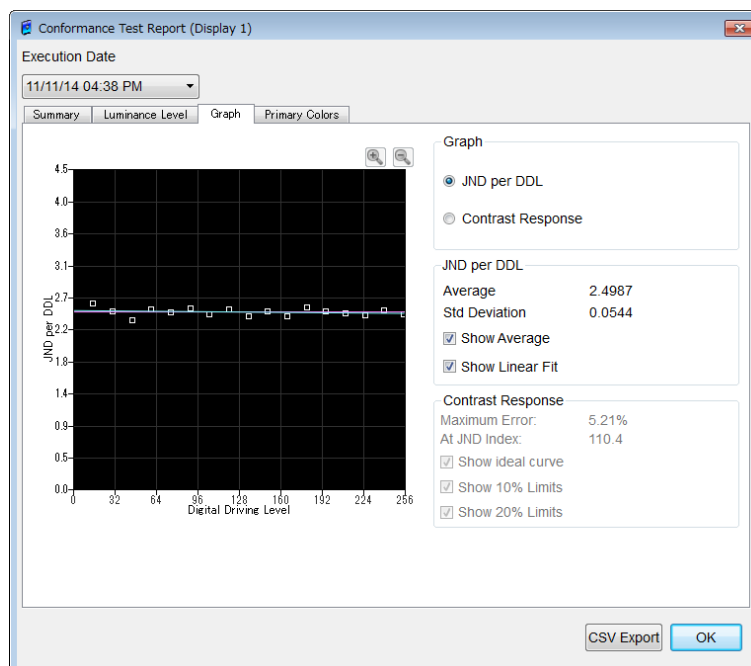 Conformance Test Report (Display 1)
Execution Date
11/11/14 04:38 PM
Summary
Luminance Level
Graph
Primary Colors
4.5
4.0
3.6
3.1
2.7
2.2
1.8
1.4
0.9
0.5
0.0
JND per DDL
0 32 64 96 128 160 192 224 256
Digital Driving Level
Graph
JND per DDL
Contrast Response
JND per DDL
Average 2.4987
Std Deviation 0.0544
Show Average
Show Linear Fit
Contrast Response
Maximum Error: 5.21%
At JND Index: 110.4
Show ideal curve
Show 10% Limits
Show 20% Limits
CSV Export
OK